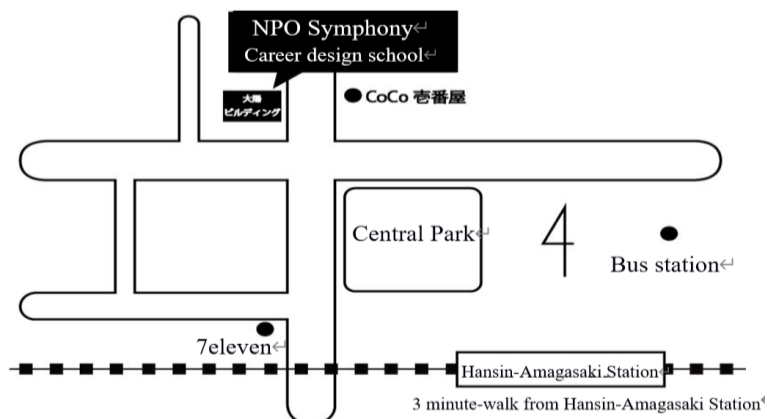 NPO Symphony
Career design school
大陽
ビルディング
CoCo 壱番屋
Central Park
Bus station
7eleven
Hansin-Amagasaki Station
3 minute-walk from Hansin-Amagasaki Station